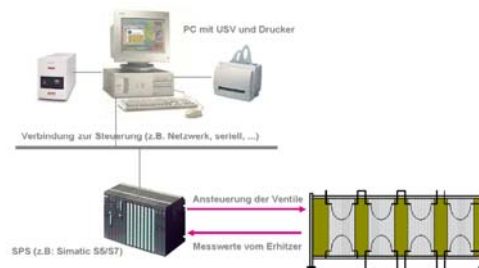 PC mit USV und Drucker
Verbindung zur Steuerung (z.B. Netzwerk, seriell, ...)
Ansteuerung der Ventile
Messwerte vom Erhitzer
SPS (z.B: Simatic S5/S7)